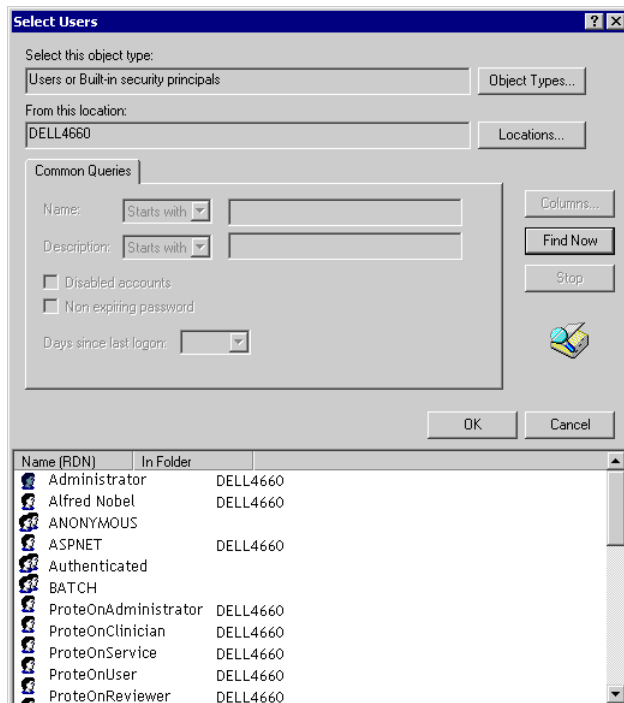 Select Users
Select this object type:
Users or Built-in security principals
Object Types...
From this location:
DELL4660
Locations...
Common Queries
Name: Starts with
Columns...
Description: Starts with
Find Now
Disabled accounts
Stop
Non expiring password
Days since last logon:
OK Cancel
Name (RDN) In Folder
Administrator DELL4660
Alfred Nobel DELL4660
ANONYMOUS
ASPNET DELL4660
Authenticated
BATCH
ProteOnAdministrator DELL4660
ProteOnClinician DELL4660
ProteOnService DELL4660
ProteOnUser DELL4660
ProteOnReviewer DELL4660